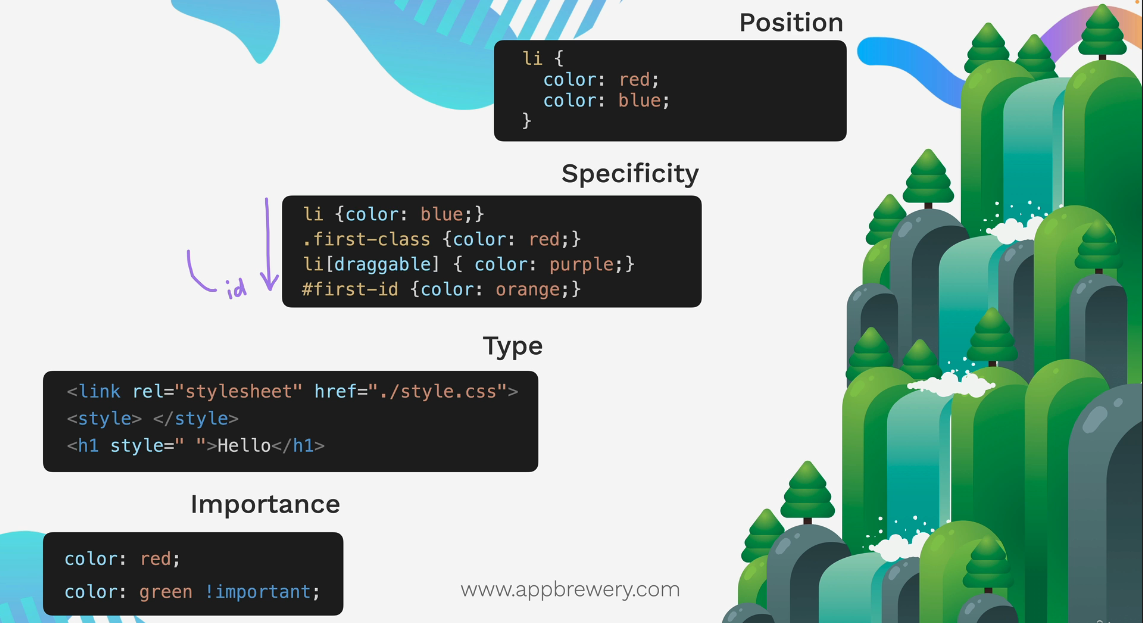 Position
li {
  color: red;
  color: blue;
}
Specificity
li {color: blue;}
.first-class {color: red;}
li[draggable] { color: purple;}
#first-id {color: orange;}
id
Type
<link rel="stylesheet" href="./style.css">
<style> </style>
<h1 style=" ">Hello</h1>
Importance
color: red;
color: green !important;
www.appbrewery.com